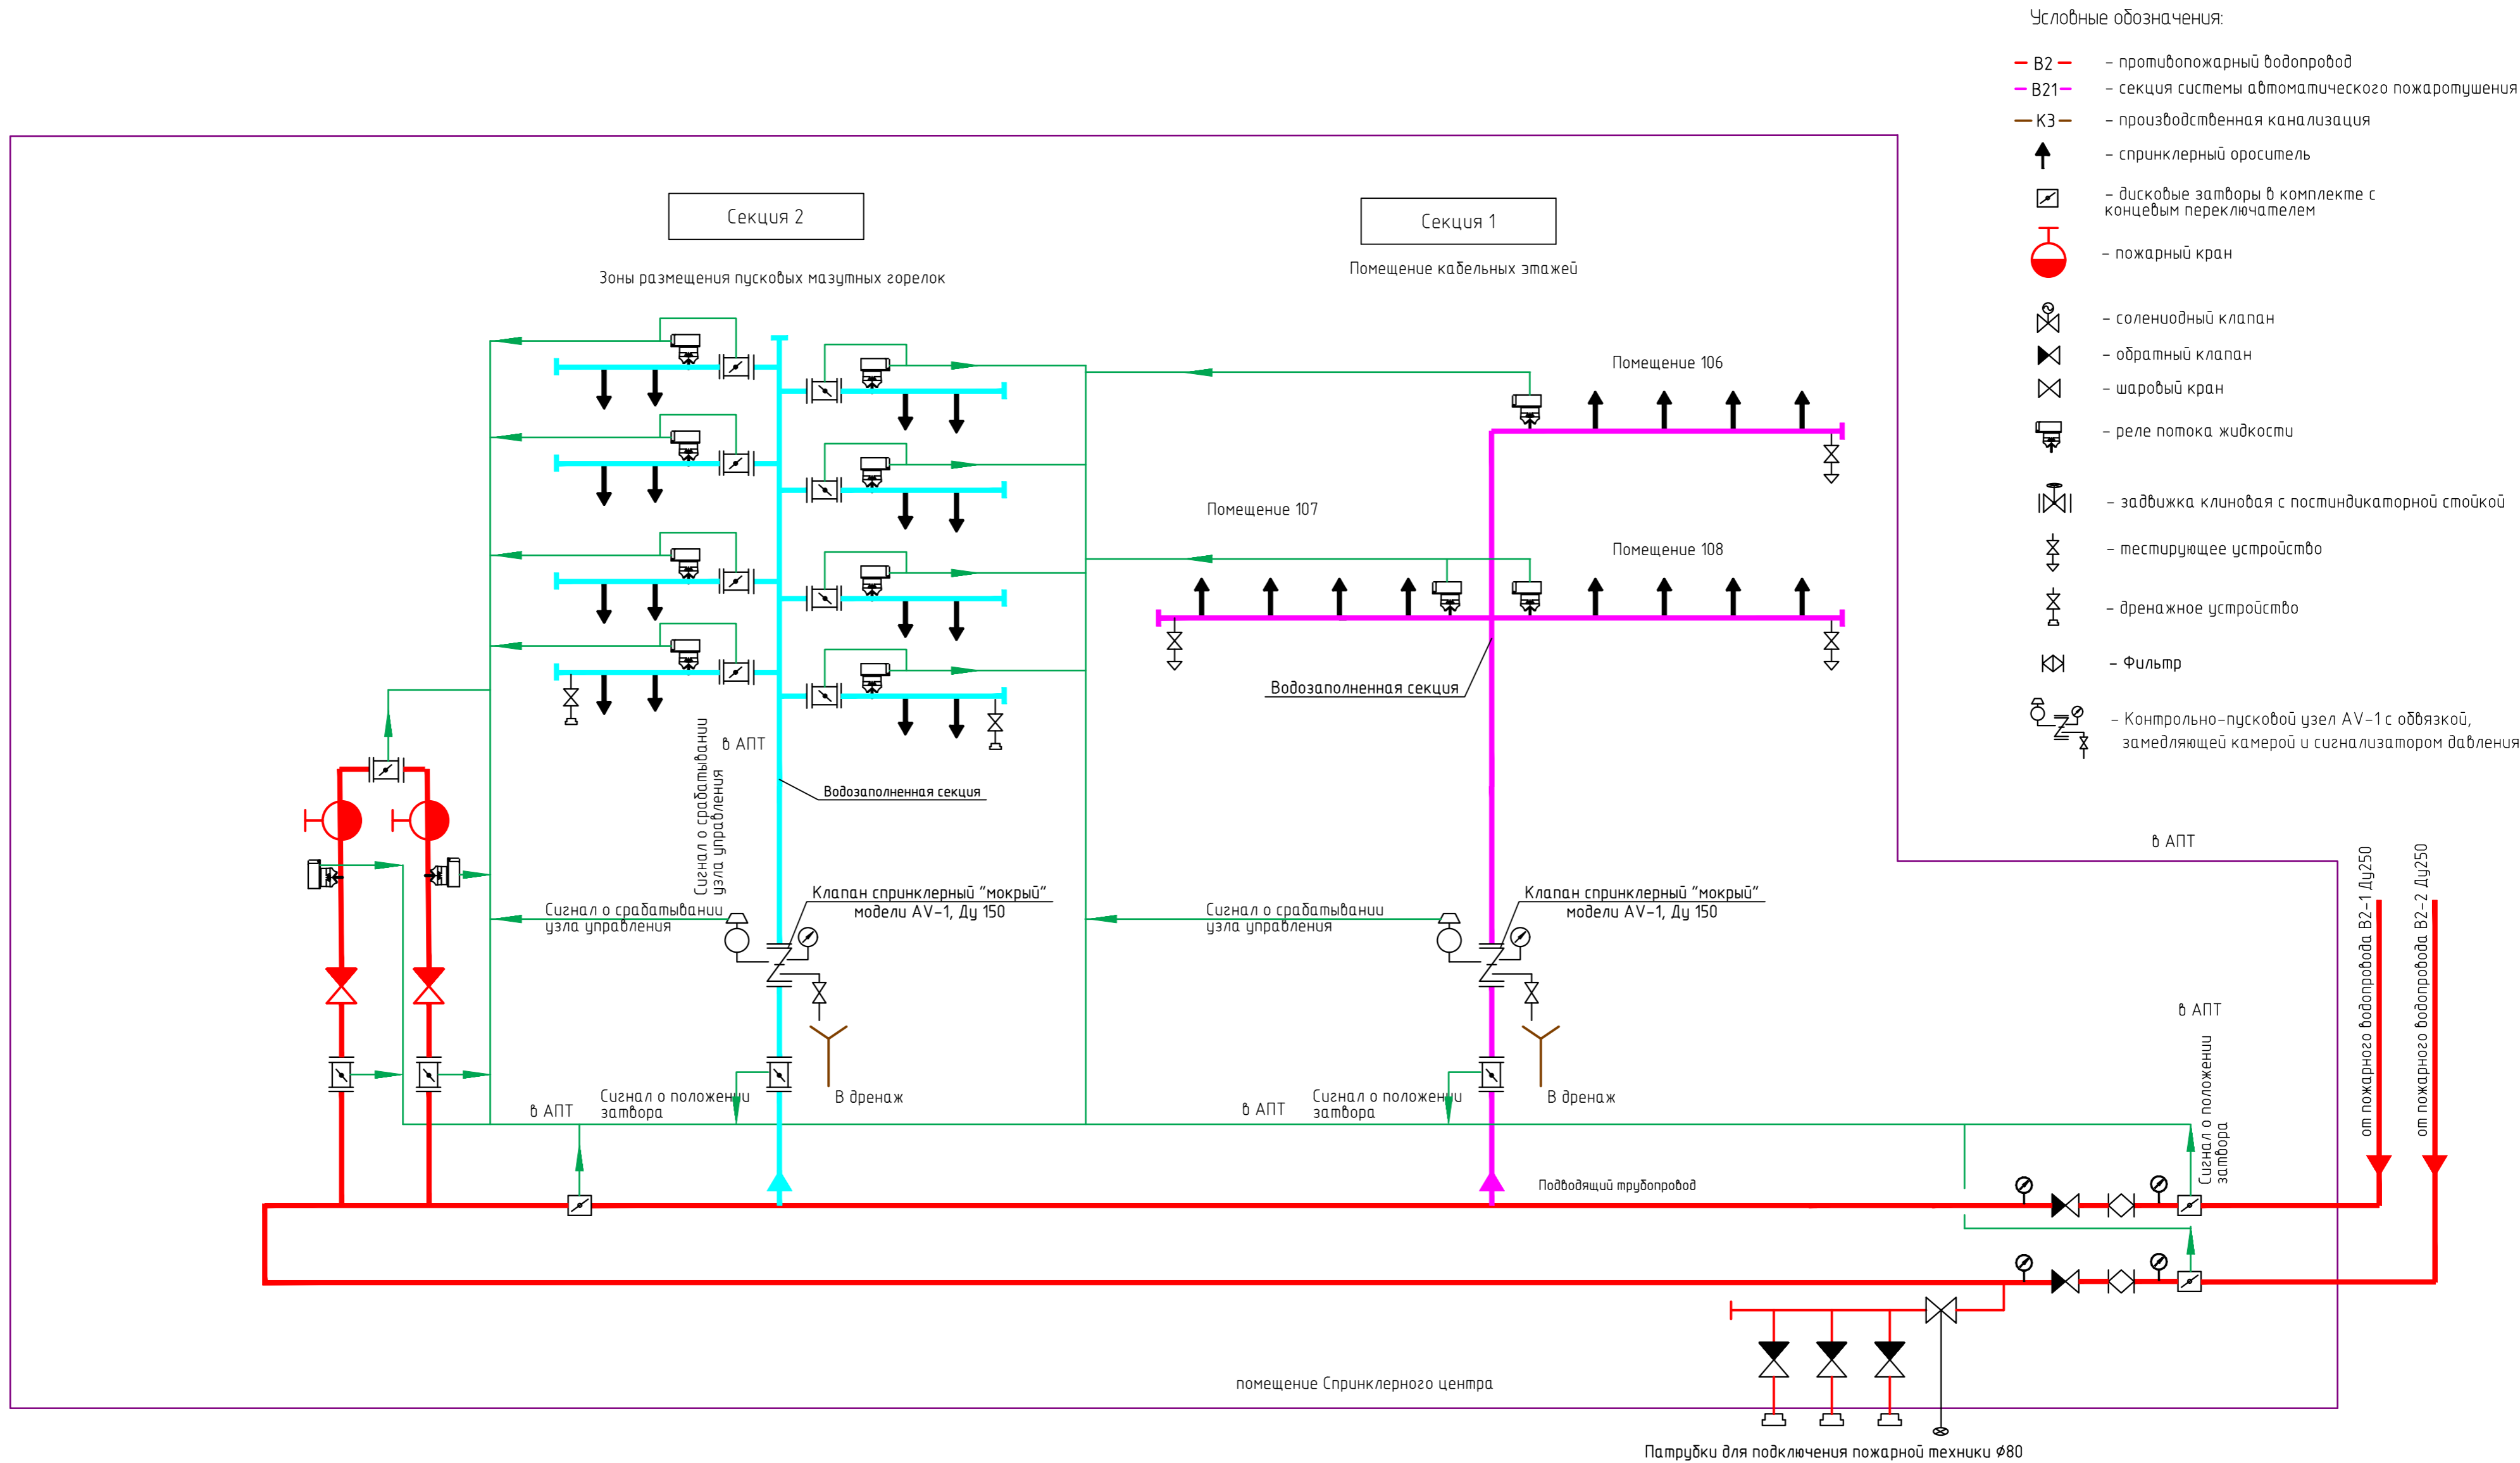 Условные обозначения:
В2
- противопожарный водопровод
В21
- секция системы автоматического пожаротушения
К3
- производственная канализация
- спринклерный ороситель
- дисковые затворы в комплекте с
концевым переключателем
- пожарный кран
- солениодный клапан
- обратный клапан
- шаровый кран
- реле потока жидкости
- задвижка клиновая с постиндикаторной стойкой
- тестирующее устройство
- дренажное устройство
- Фильтр
- Контрольно-пусковой узел AV-1 с обвязкой,
замедляющей камерой и сигнализатором давления
Секция 2
Секция 1
Зоны размещения пусковых мазутных горелок
Помещение кабельных этажей
Помещение 106
Помещение 107
Помещение 108
Водозаполненная секция
в АПТ
Сигнал о срабатывании
узла управления
Водозаполненная секция
в АПТ
Клапан спринклерный "мокрый"
модели AV-1, Ду 150
Клапан спринклерный "мокрый"
модели AV-1, Ду 150
Сигнал о срабатывании
узла управления
Сигнал о срабатывании
узла управления
от пожарного водопровода В2-1 Ду250
от пожарного водопровода В2-2 Ду250
в АПТ
Сигнал о положении
затвора
в АПТ
Сигнал о положении
затвора
В дренаж
в АПТ
Сигнал о положении
затвора
В дренаж
Подводящий трубопровод
помещение Спринклерного центра
Патрубки для подключения пожарной техники ⌀80